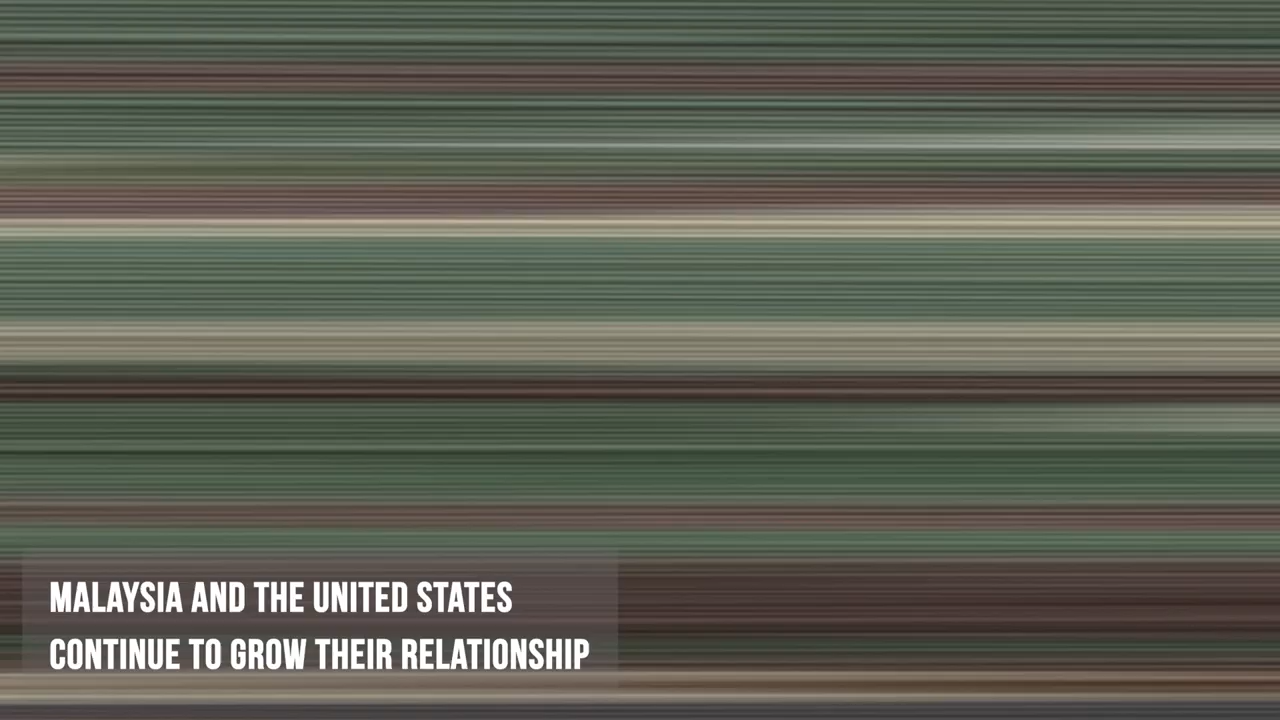 MALAYSIA AND THE UNITED STATES
CONTINUE TO GROW THEIR RELATIONSHIP